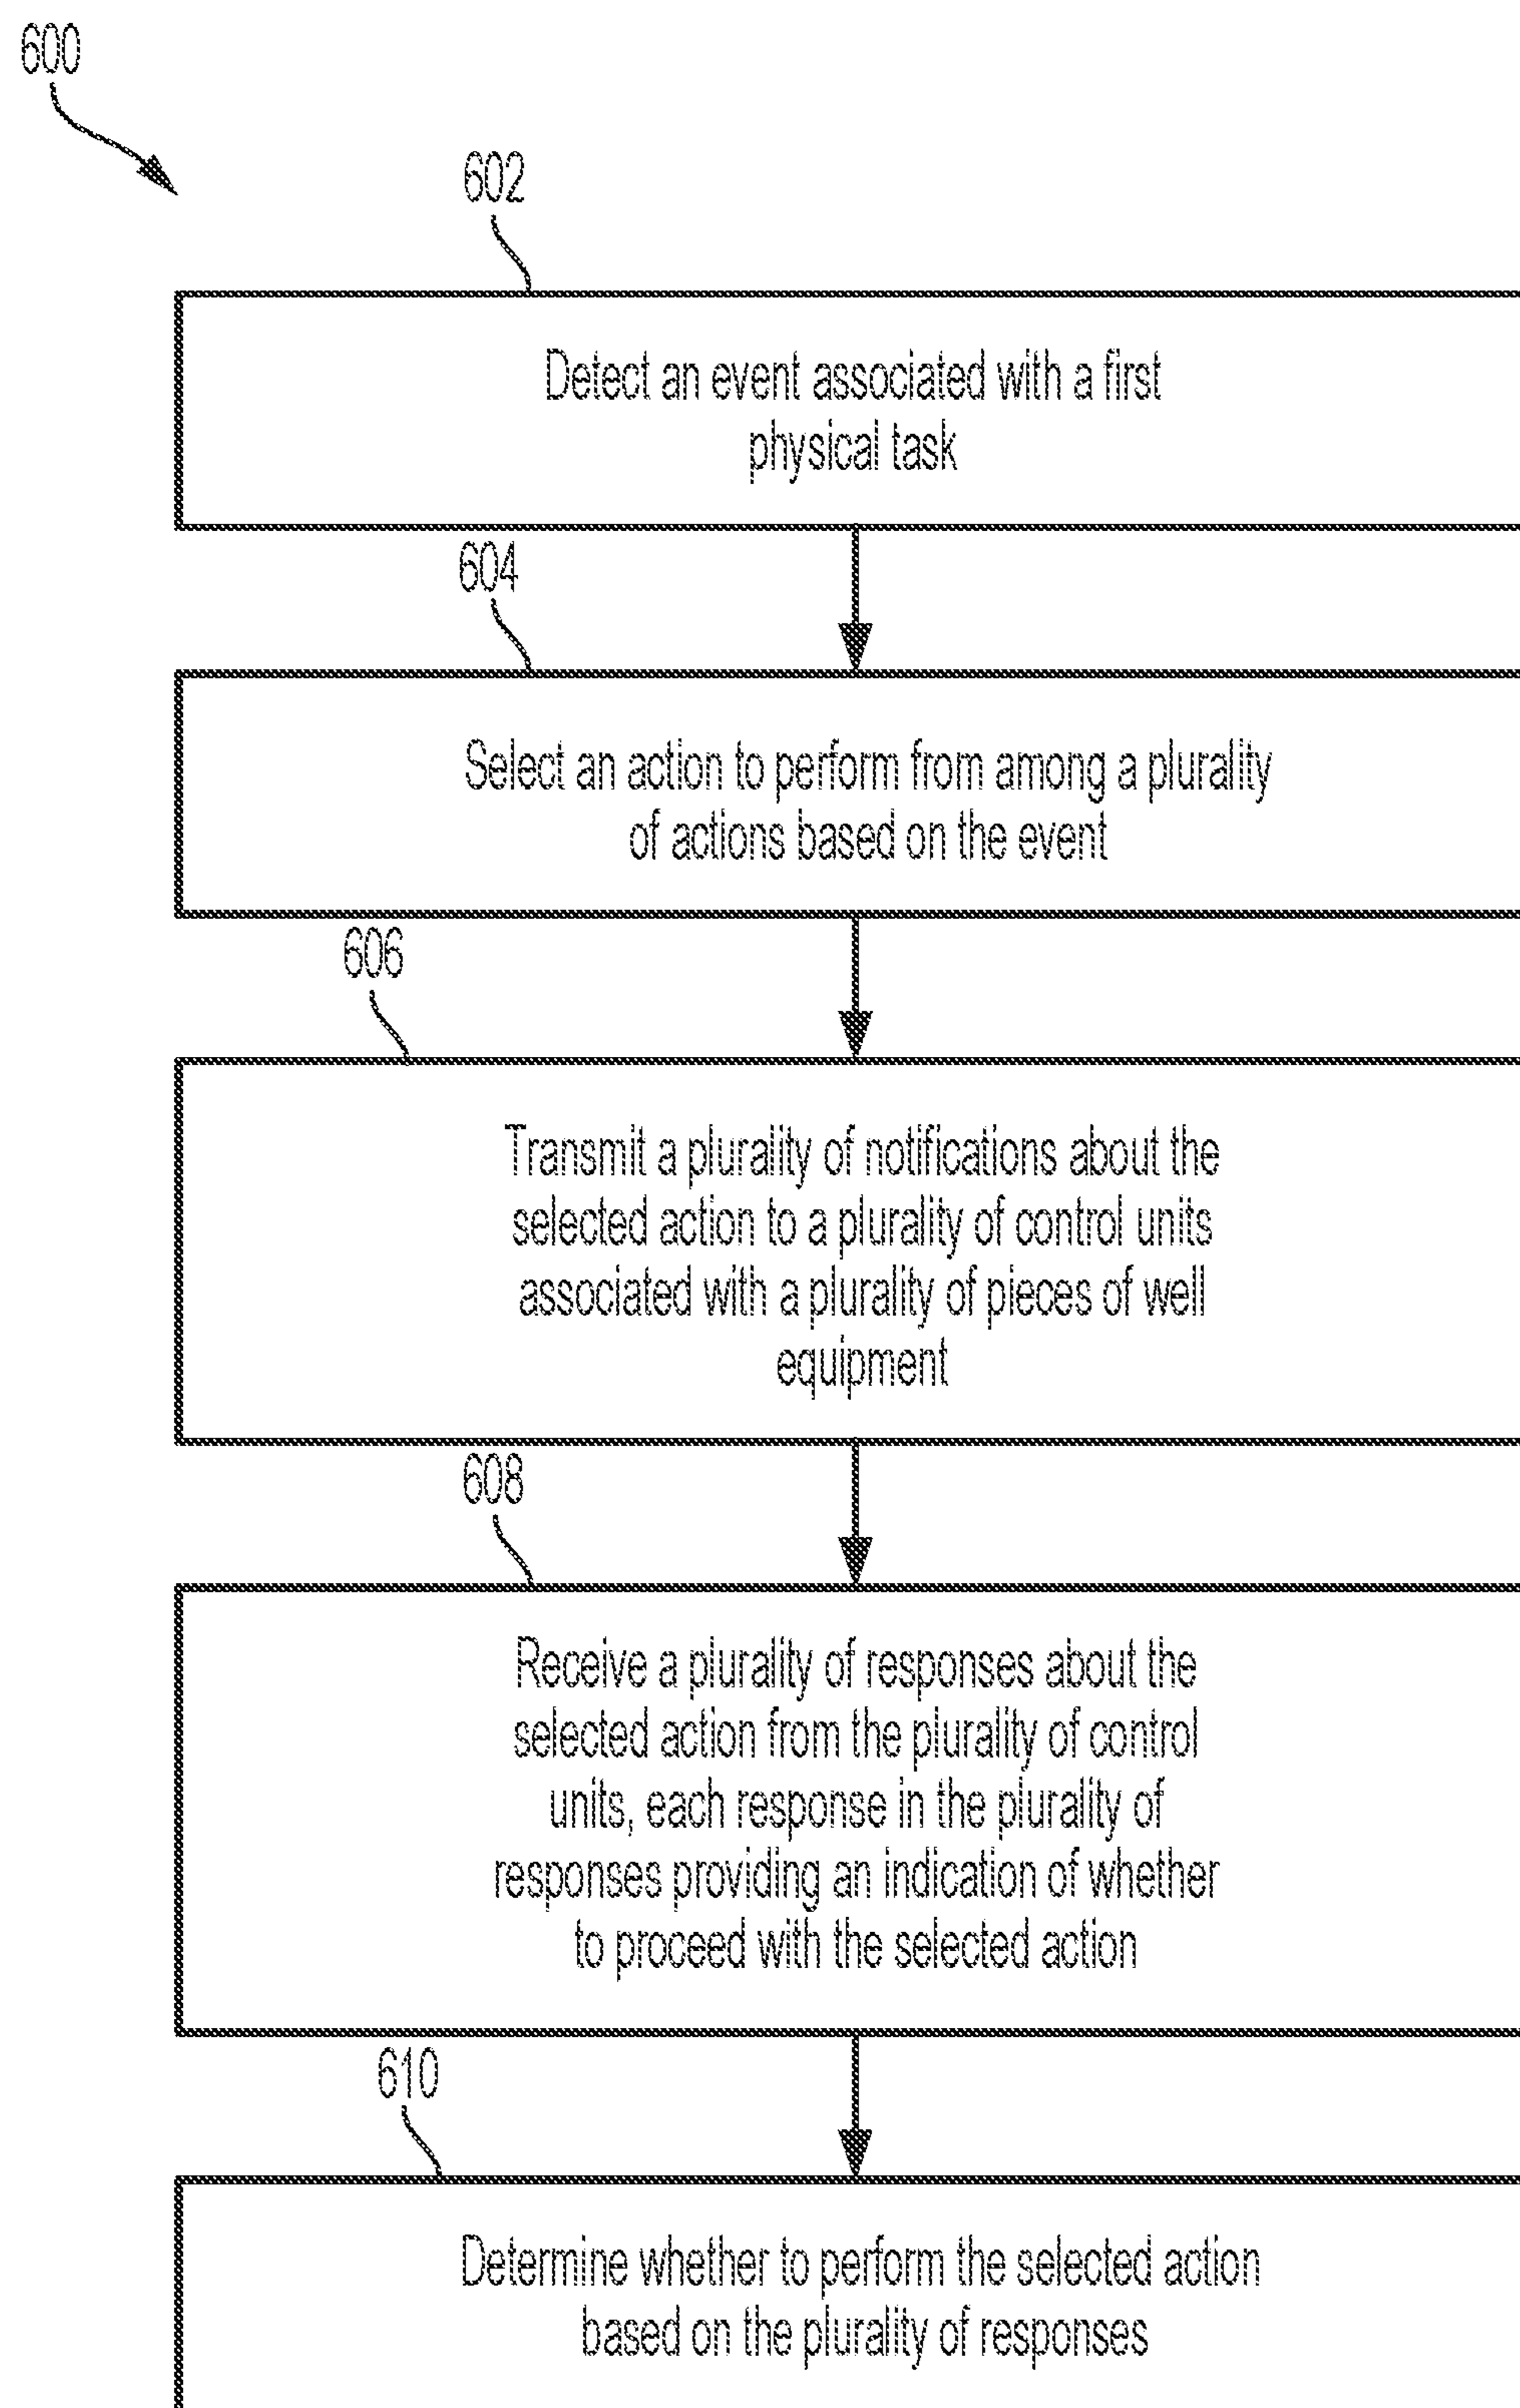 600
602
Detect an event associated with a first
physical task
604
Select an action to perform from among a plurality
of actions based on the event
606
Transmit a plurality of notifications about the
selected action to a plurality of control units
associated with a plurality of pieces of well
equipment
608
Receive a plurality of responses about the
selected action from the plurality of control
units, each response in the plurality of
responses providing an indication of whether
to proceed with the selected action
610
Determine whether to perform the selected action
based on the plurality of responses